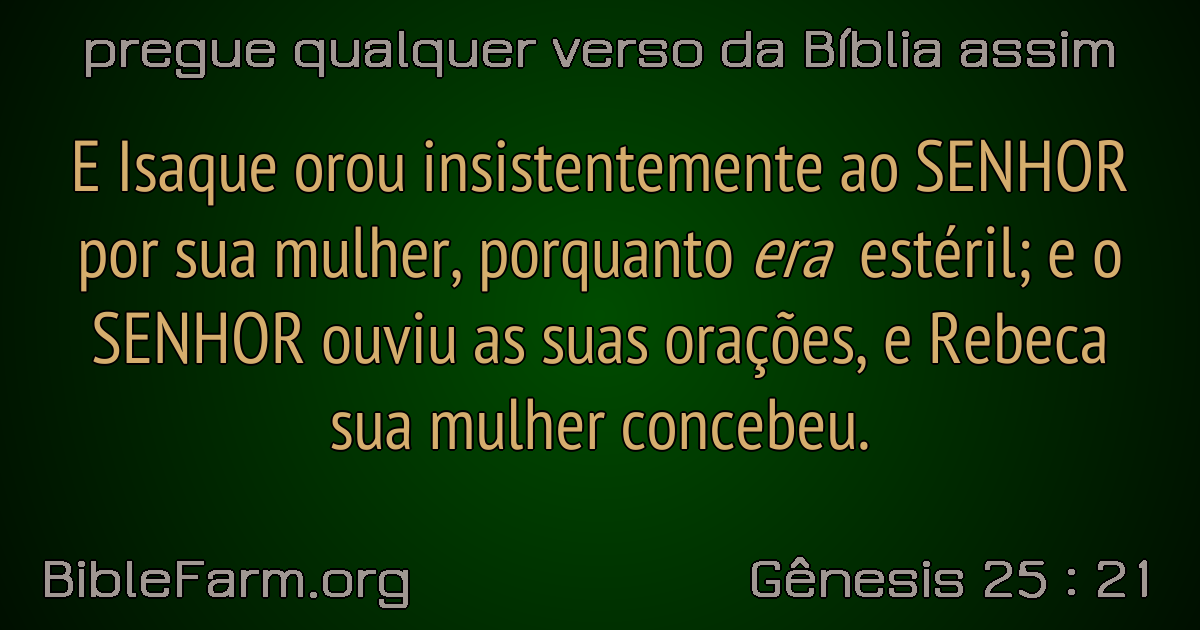 pregue qualquer verso da Bíblia assim
E Isaque orou insistentemente ao SENHOR
por sua mulher, porquanto era estéril; e o
SENHOR ouviu as suas orações, e Rebeca
sua mulher concebeu.
BibleFarm.org
Gênesis 25 : 21